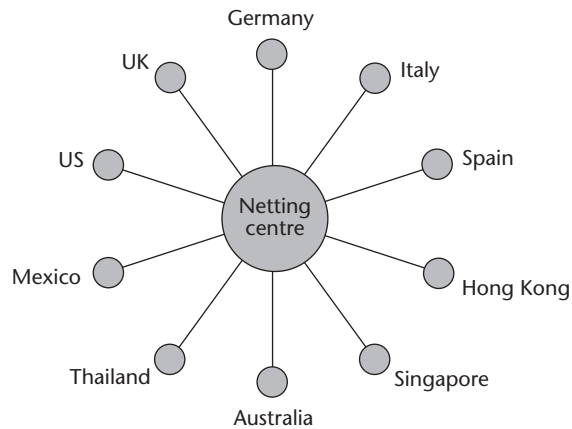 Germany
UK
Italy
US
Spain
Netting
centre
Mexico
Hong Kong
Thailand
Singapore
Australia